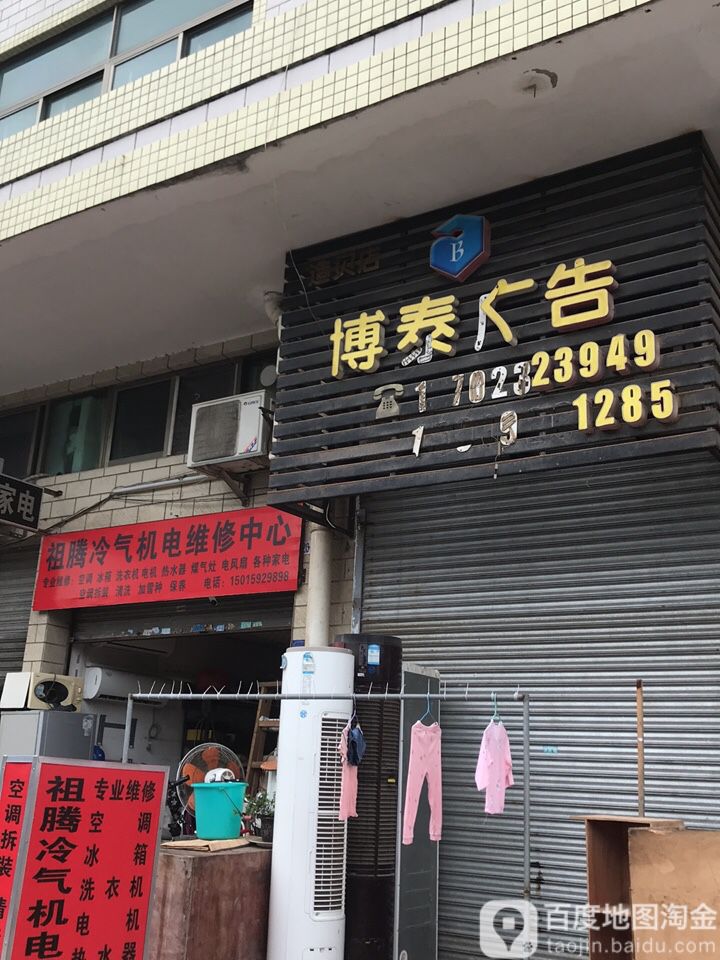 B
博泰广告
1702323949
1 9 1285
家电
祖腾冷气机电维修中心
专业维修：空调 冰箱 洗衣机 电机 热水器 煤气灶 电风扇 各种家电
空调拆装 清洗 加雪种 保养 电话：15015929898
空调拆装清
祖腾冷气机电
专业维修
空调
冰箱
洗衣机
电机
热水器
百度地图淘金
taojin.baidu.com